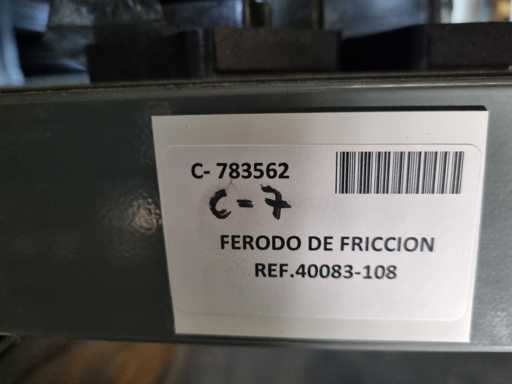 C- 783562
C-7
FERODO DE FRICCION
REF.40083-108